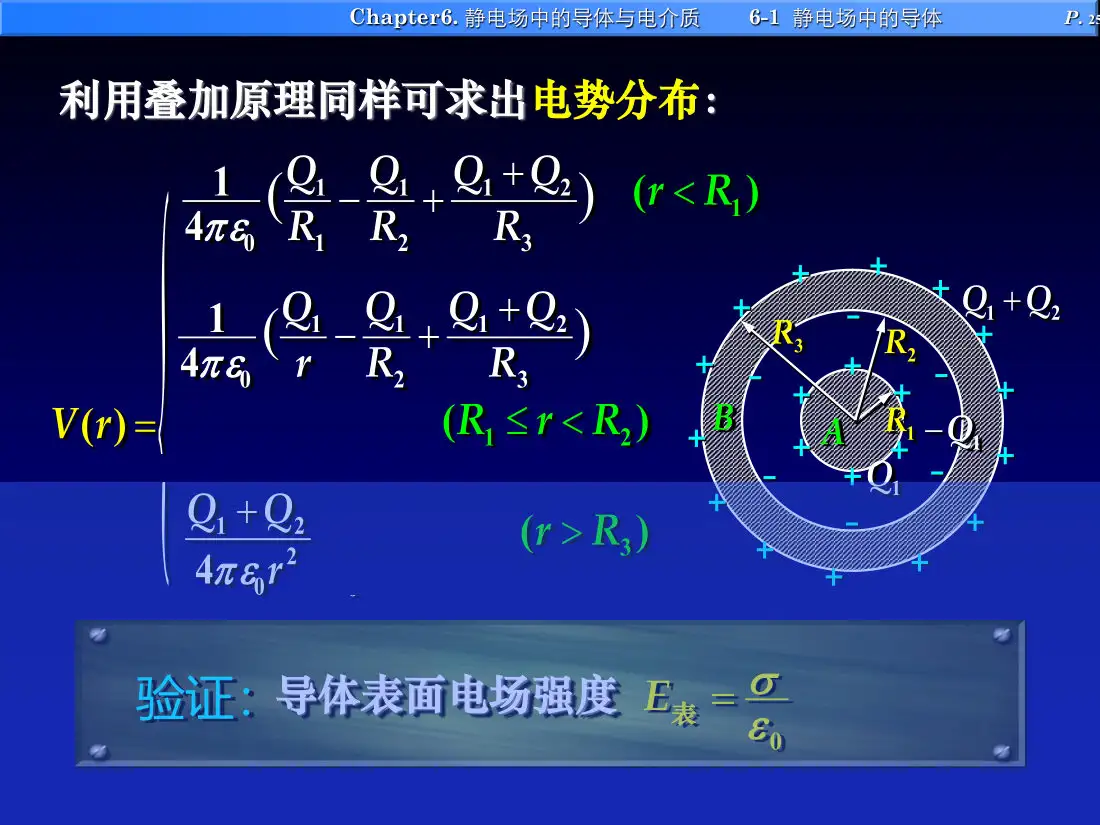 Chapter6. 静电场中的导体与电介质 6-1 静电场中的导体 P. 25
利用叠加原理同样可求出电势分布：
1/(4πε₀) (Q₁/R₁ − Q₁/R₂ + (Q₁+Q₂)/R₃) (r < R₁)
1/(4πε₀) (Q₁/r − Q₁/R₂ + (Q₁+Q₂)/R₃)
V(r) = (R₁ ≤ r < R₂)
(Q₁+Q₂)/(4πε₀r²) (r > R₃)
Q₁+Q₂
R₃
R₂
B
A
R₁
−Q₁
Q₁
验证：导体表面电场强度 E表 = σ/ε₀